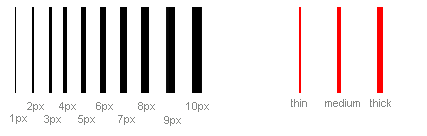 2px 4px 6px 8px 10px
1px 3px 5px 7px 9px
thin medium thick